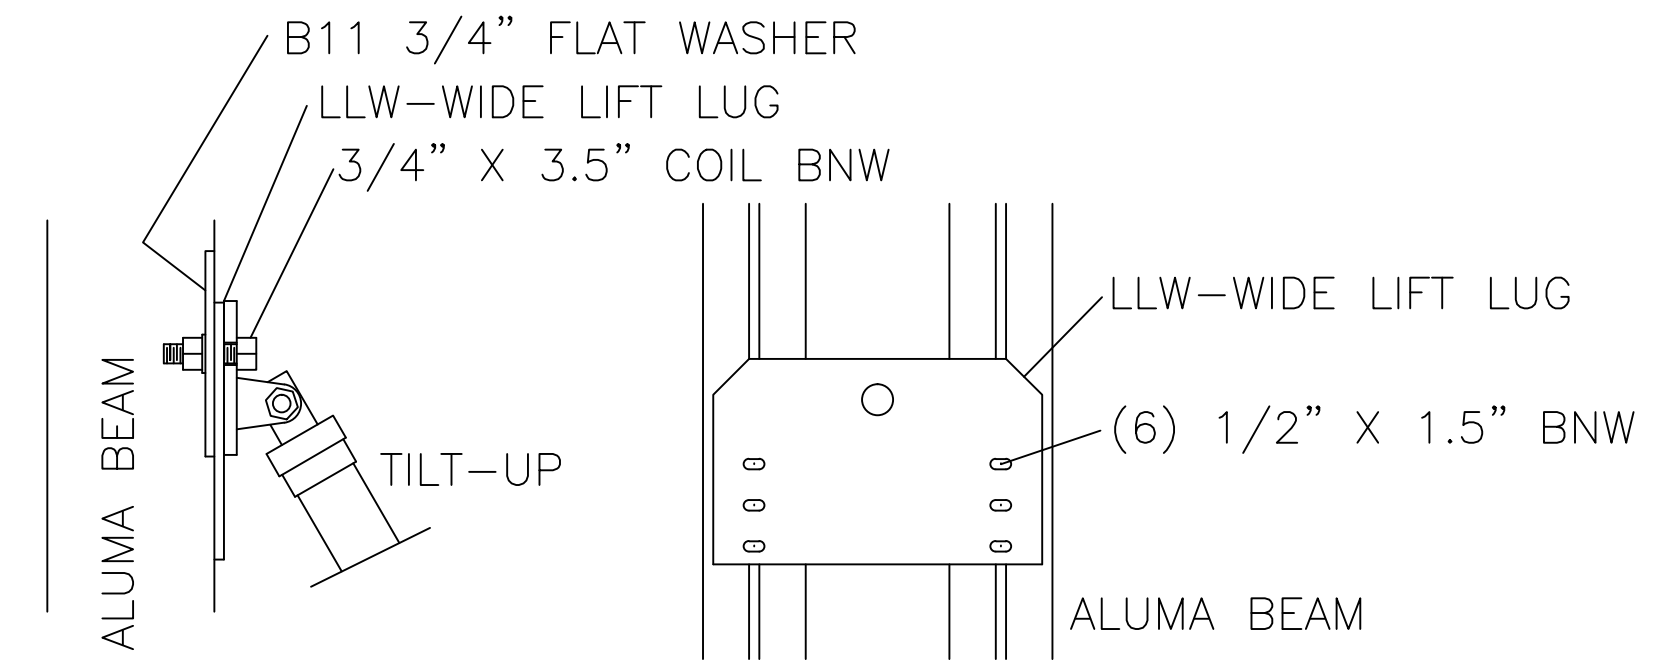 B11 3/4” FLAT WASHER
LLW-WIDE LIFT LUG
3/4” X 3.5” COIL BNW
ALUMA BEAM
TILT-UP
LLW-WIDE LIFT LUG
(6) 1/2” X 1.5” BNW
ALUMA BEAM